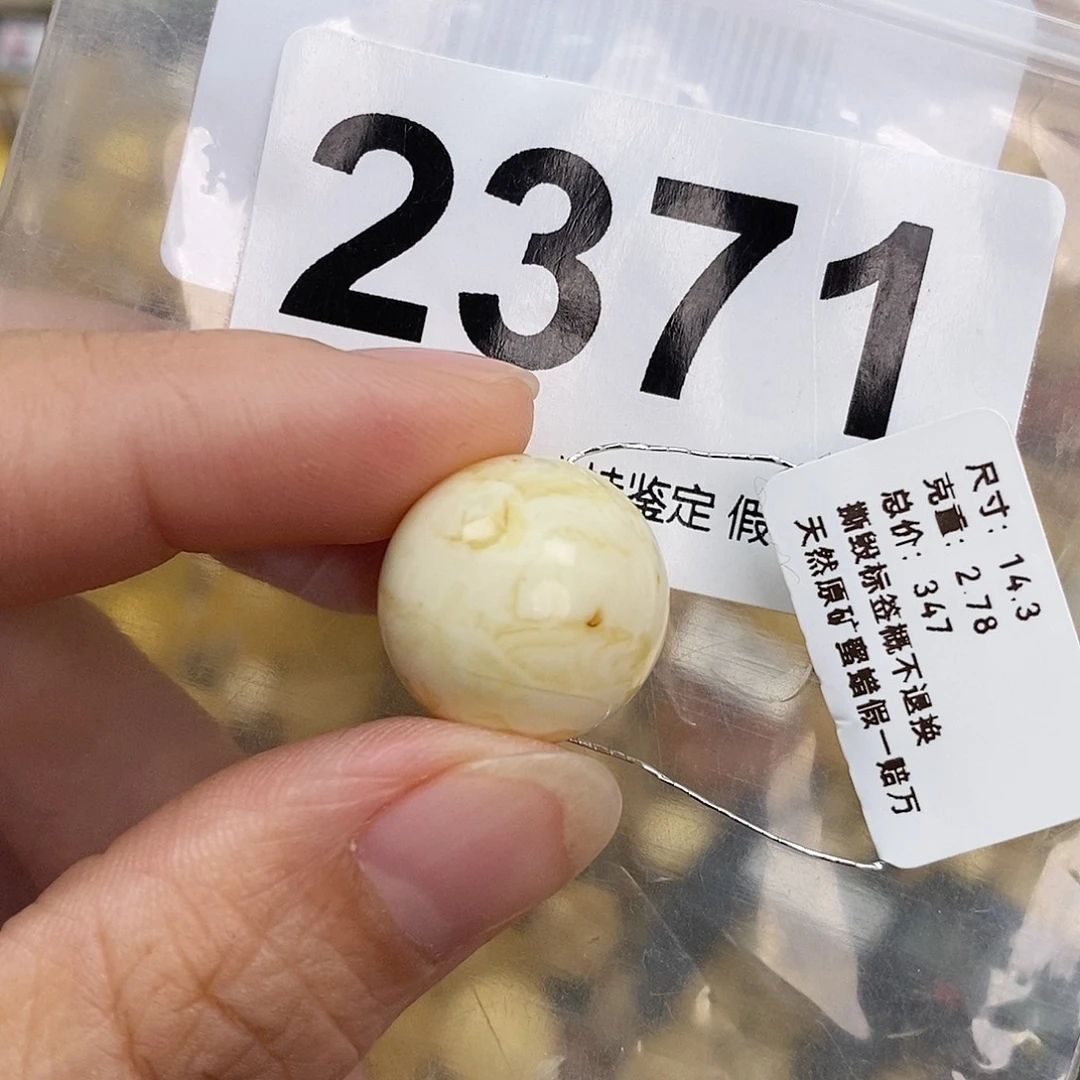 2371
持鉴定 假
尺寸: 14.3
克重: 2.78
总价: 347
撕毁标签概不退换
天然原矿蜜蜡假一赔万